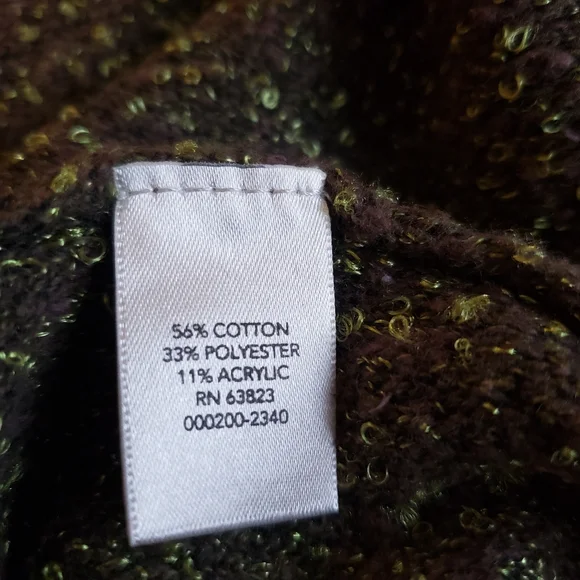 56% COTTON
33% POLYESTER
11% ACRYLIC
RN 63823
000200-2340